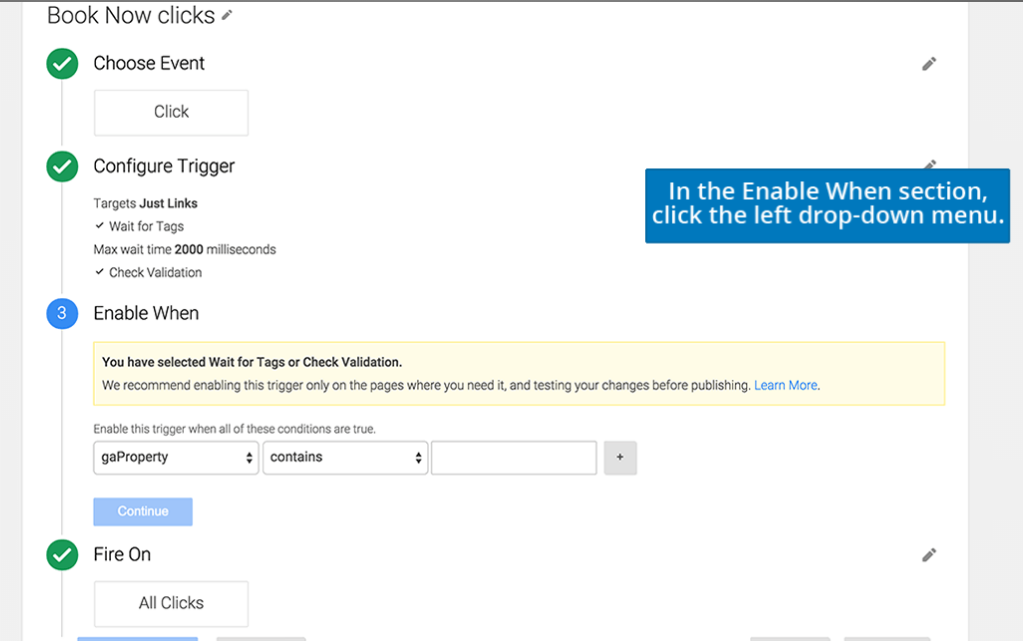 Book Now clicks
Choose Event
Click
Configure Trigger
In the Enable When section,
click the left drop-down menu.
Targets Just Links
Wait for Tags
Max wait time 2000 milliseconds
Check Validation
3 Enable When
You have selected Wait for Tags or Check Validation.
We recommend enabling this trigger only on the pages where you need it, and testing your changes before publishing. Learn More.
Enable this trigger when all of these conditions are true.
gaProperty contains +
Continue
Fire On
All Clicks